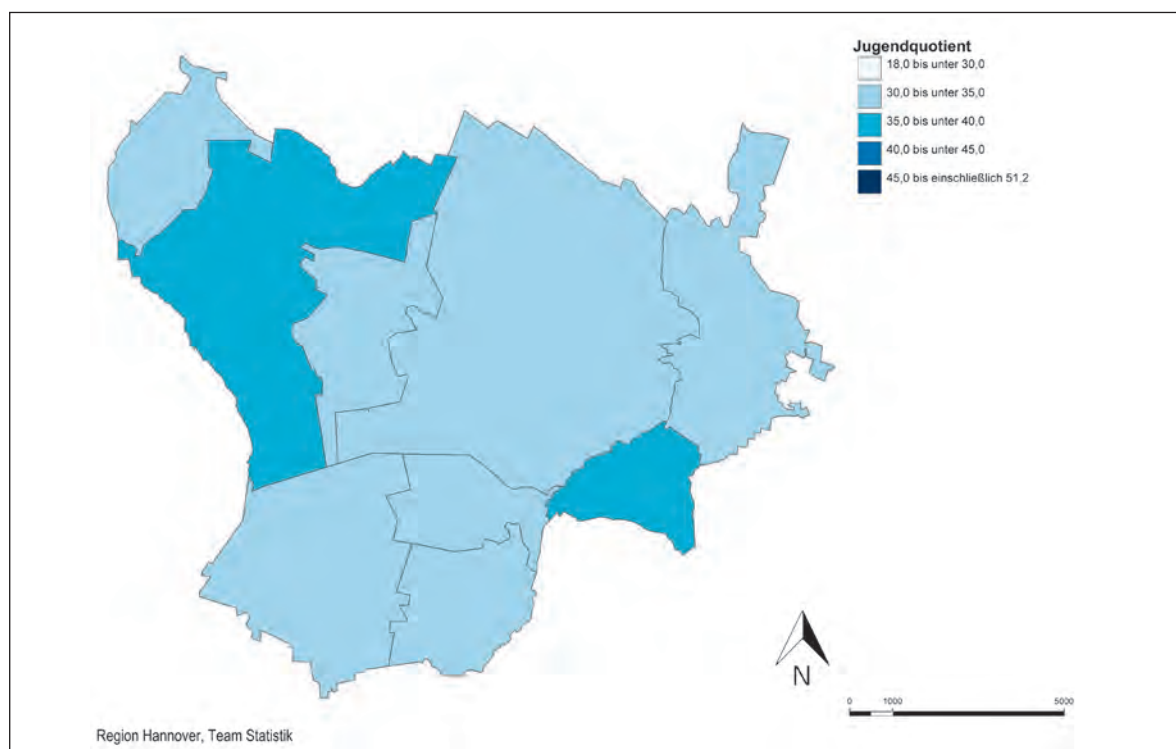 Jugendquotient
18,0 bis unter 30,0
30,0 bis unter 35,0
35,0 bis unter 40,0
40,0 bis unter 45,0
45,0 bis einschließlich 51,2
N
0 1000 5000
Region Hannover, Team Statistik